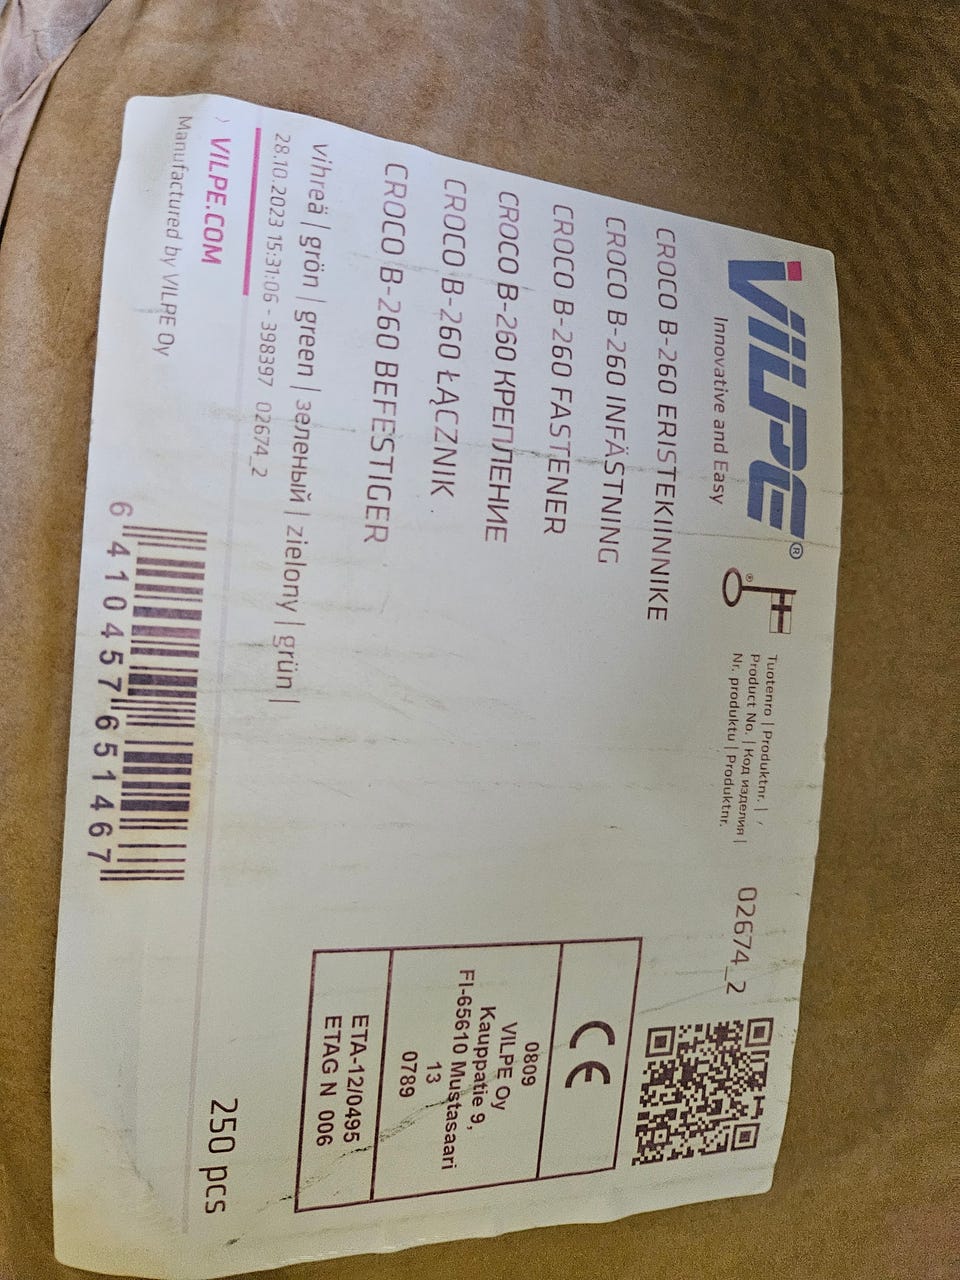 VILPE®
Innovative and Easy
®
Tuotenro | Produktnr. |
Product No. | Код изделия |
Nr. produktu | Produktnr.
02674_2
CROCO B-260 ERISTEKIINNIKE
CROCO B-260 INFÄSTNING
CROCO B-260 FASTENER
CROCO B-260 КРЕПЛЕНИЕ
CROCO B-260 ŁĄCZNIK
CROCO B-260 BEFESTIGER
vihreä | grön | green | зеленый | zielony | grün |
28.10.2023 15:31:06 - 398397 02674_2
CE
0809
VILPE Oy
Kauppatie 9,
FI-65610 Mustasaari
13
0789
ETA-12/0495
ETAG N 006
250 pcs
› VILPE.COM
Manufactured by VILPE Oy
6 410457 651467